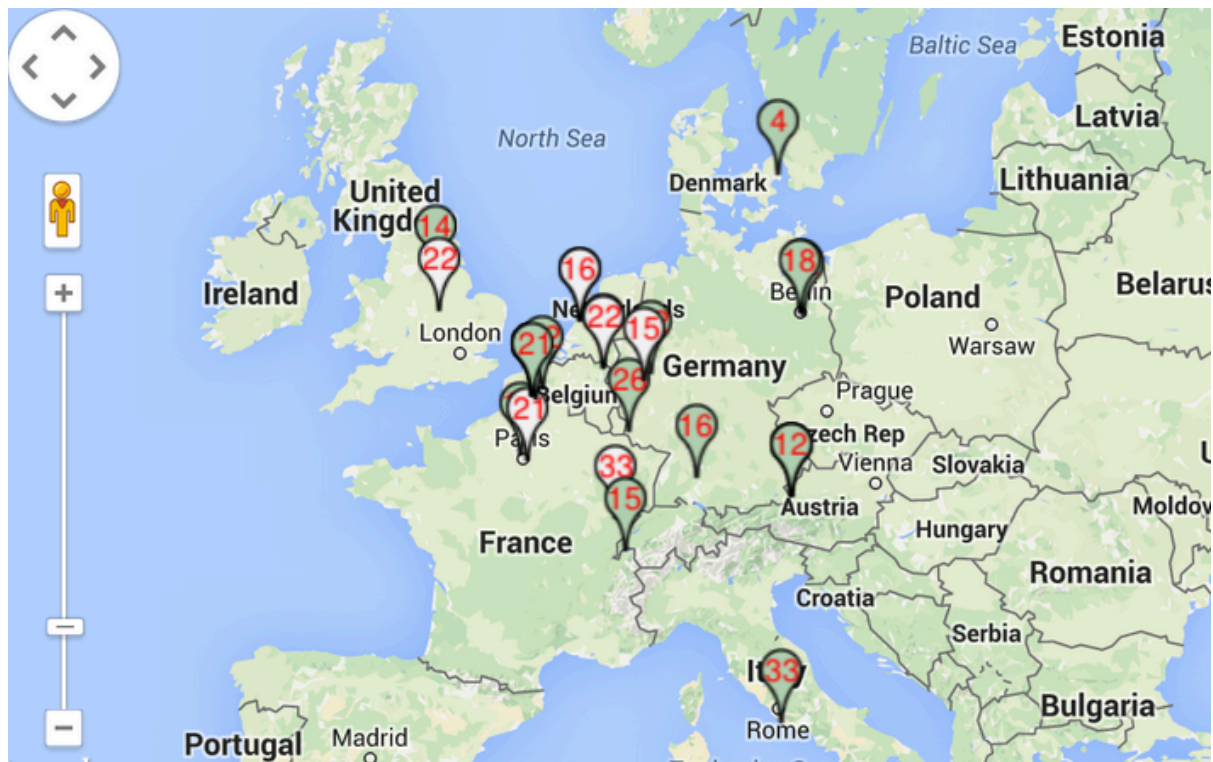 Baltic Sea
Estonia
4
North Sea
Latvia
Denmark
Lithuania
United
Kingd
14
22
16
18
Ireland
Belarus
Poland
22
15
London
Warsaw
21
Germany
26
Belgium
Prague
21
16
12
zech Rep
Vienna
Slovakia
33
15
Austria
Moldov
France
Hungary
Romania
Croatia
Serbia
33
Bulgaria
Rome
Portugal
Madrid